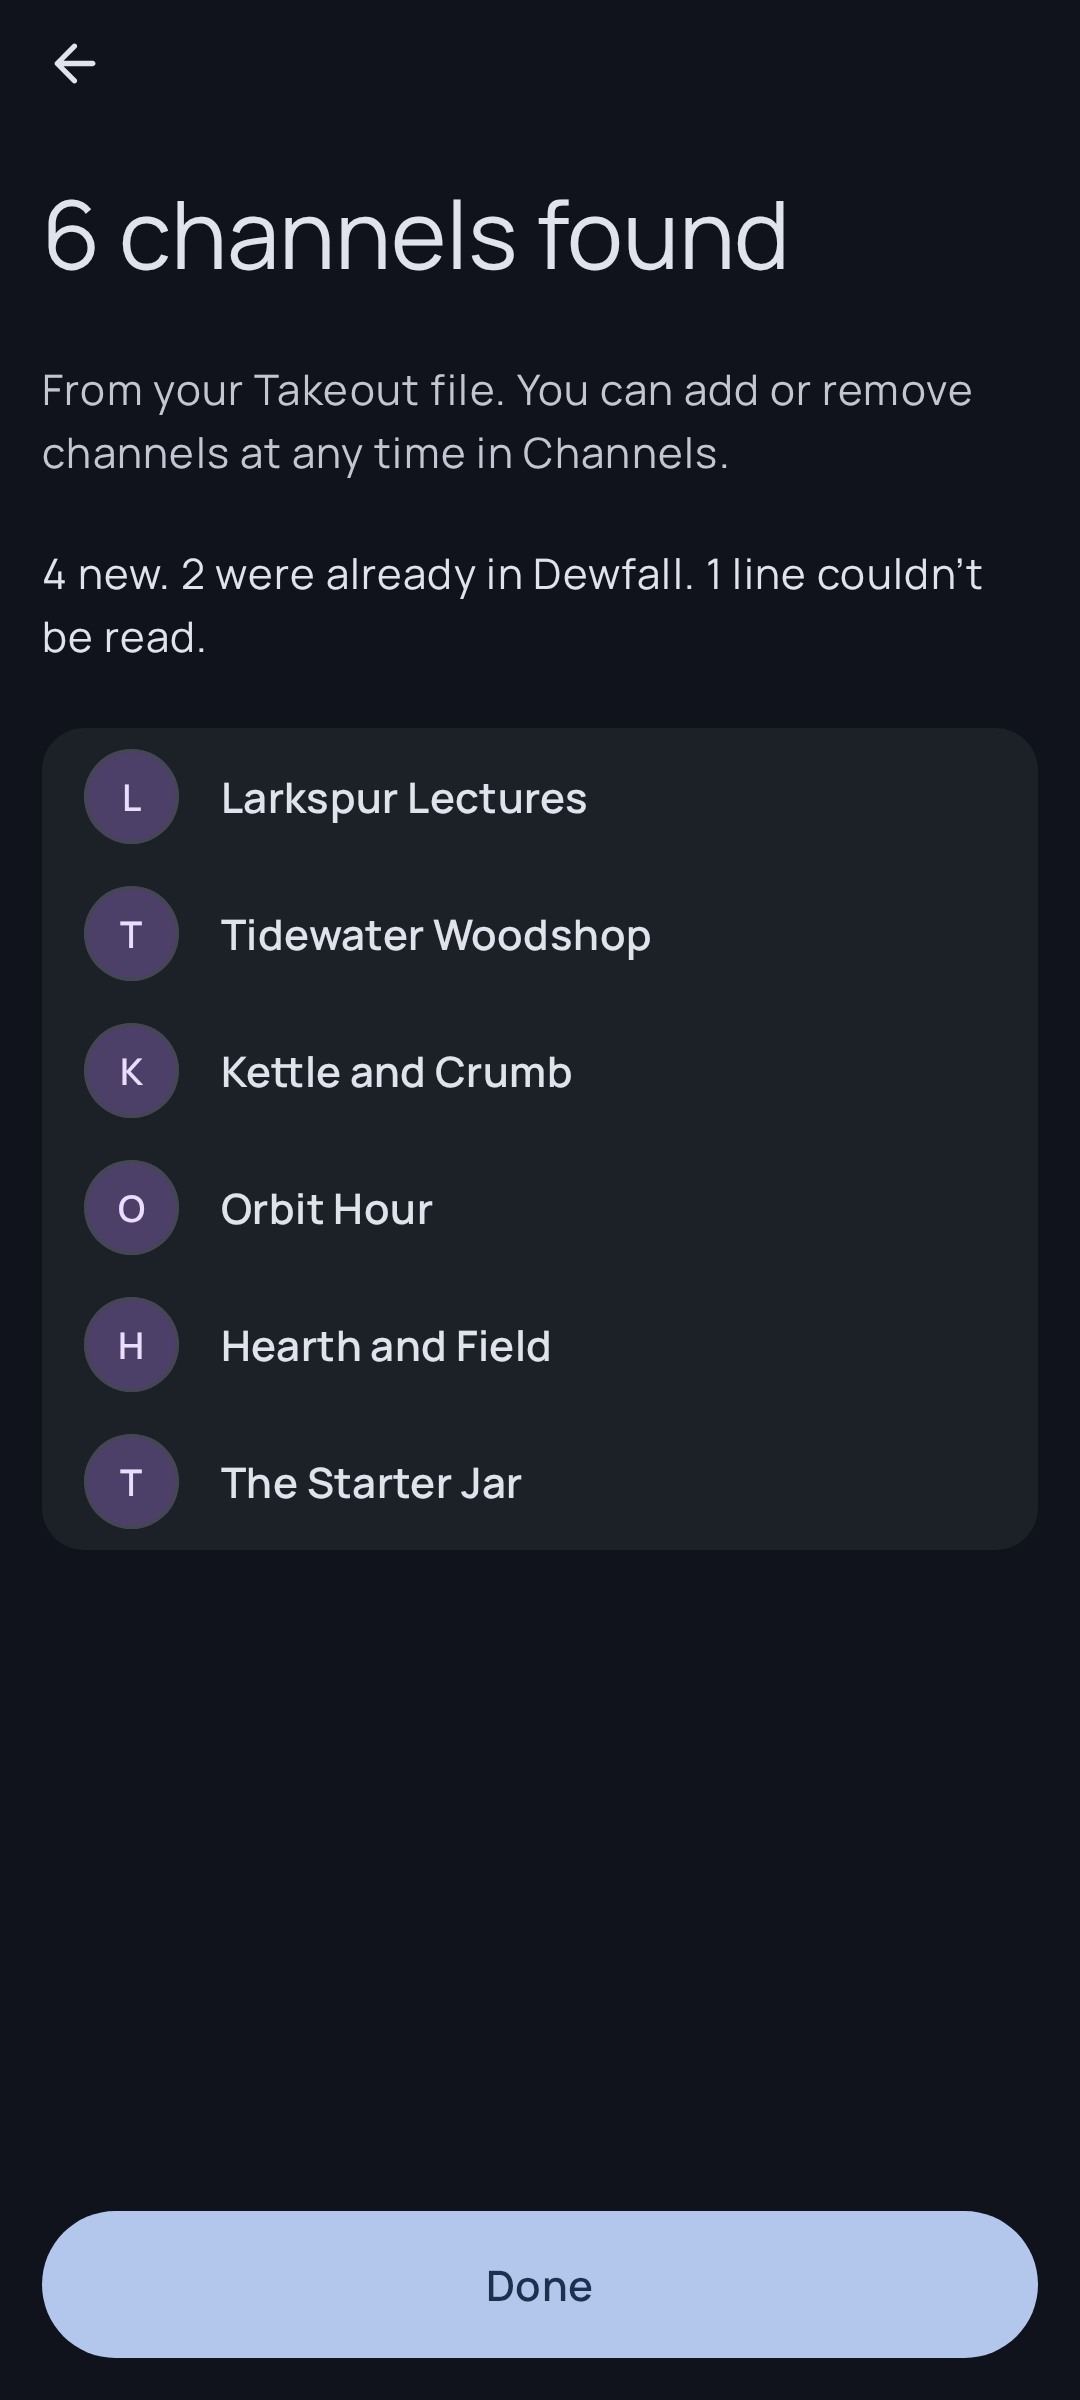 6 channels found
From your Takeout file. You can add or remove
channels at any time in Channels.
4 new. 2 were already in Dewfall. 1 line couldn’t
be read.
L Larkspur Lectures
T Tidewater Woodshop
K Kettle and Crumb
O Orbit Hour
H Hearth and Field
T The Starter Jar
Done